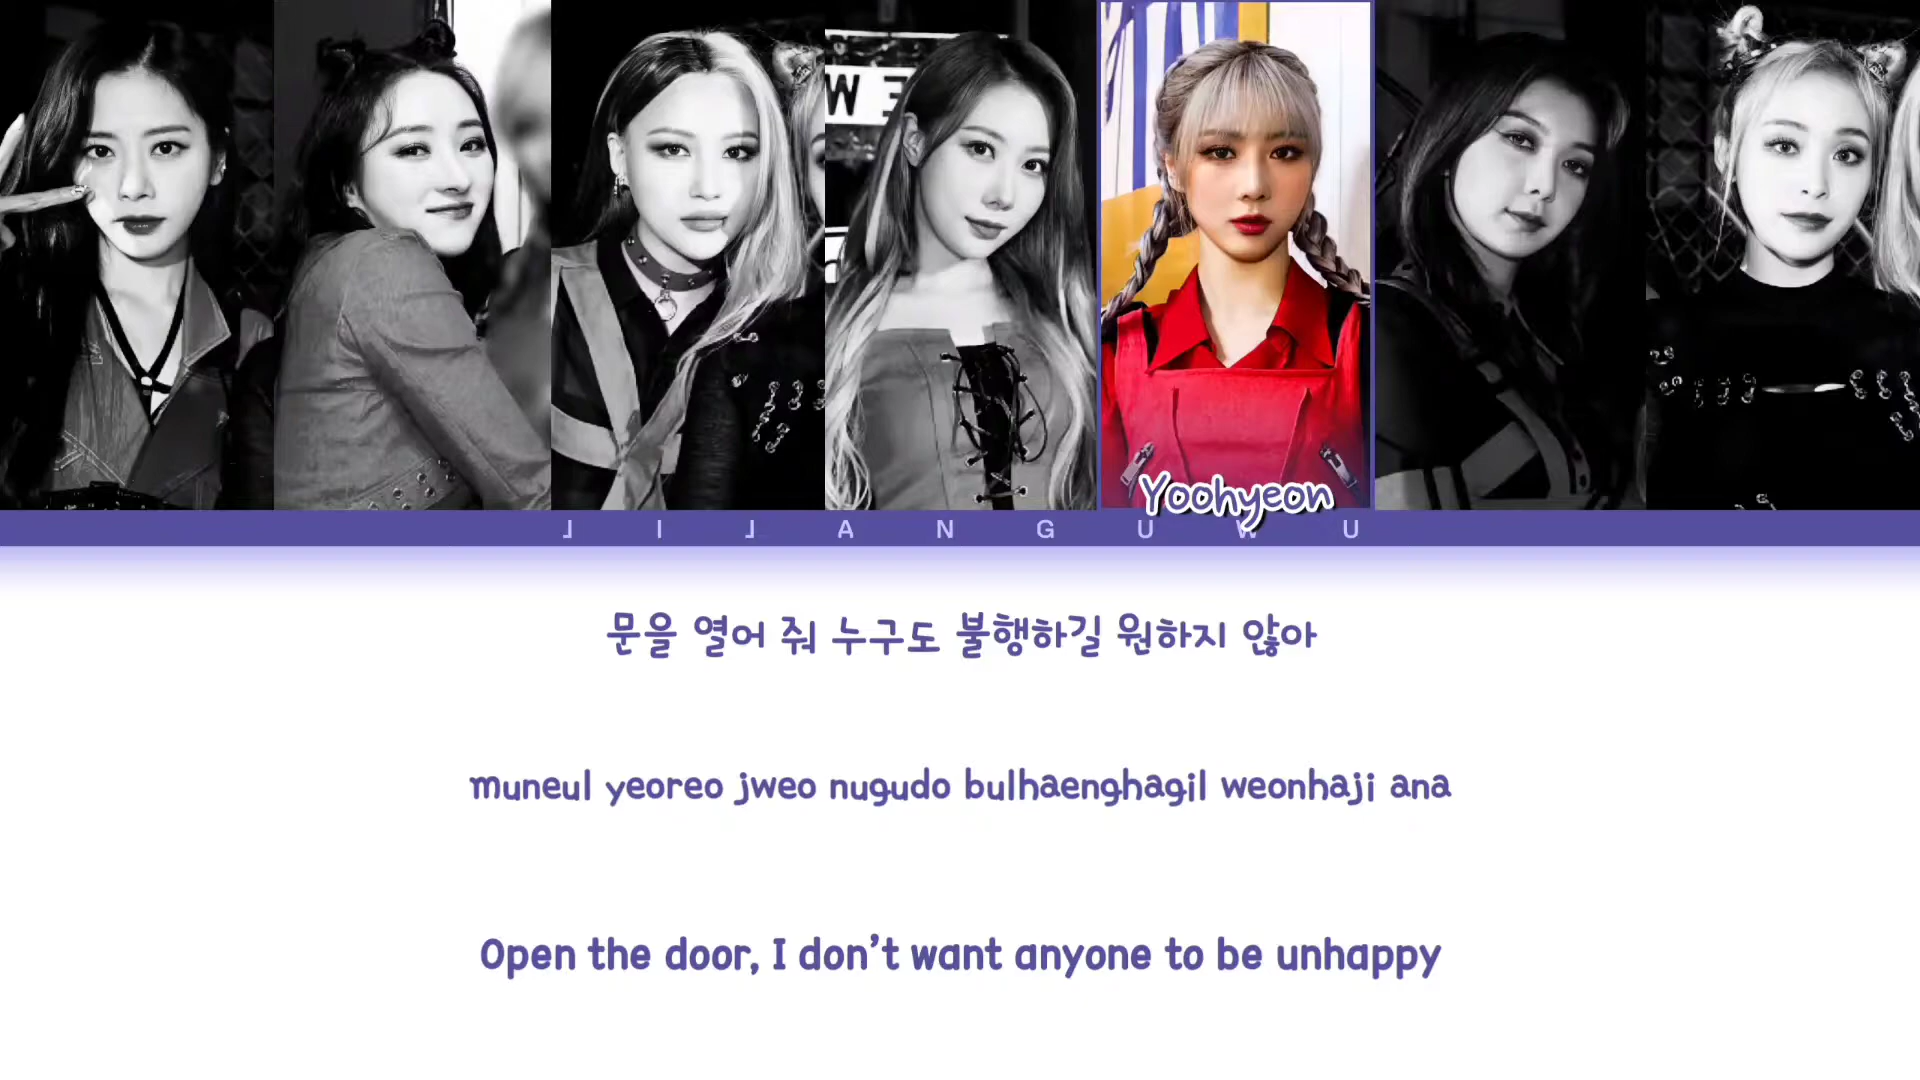 W E
Yoohyeon
JIJANGUWU
문을 열어 줘 누구도 불행하길 원하지 않아
muneul yeoreo jweo nugudo bulhaenghagil weonhaji ana
Open the door, I don't want anyone to be unhappy